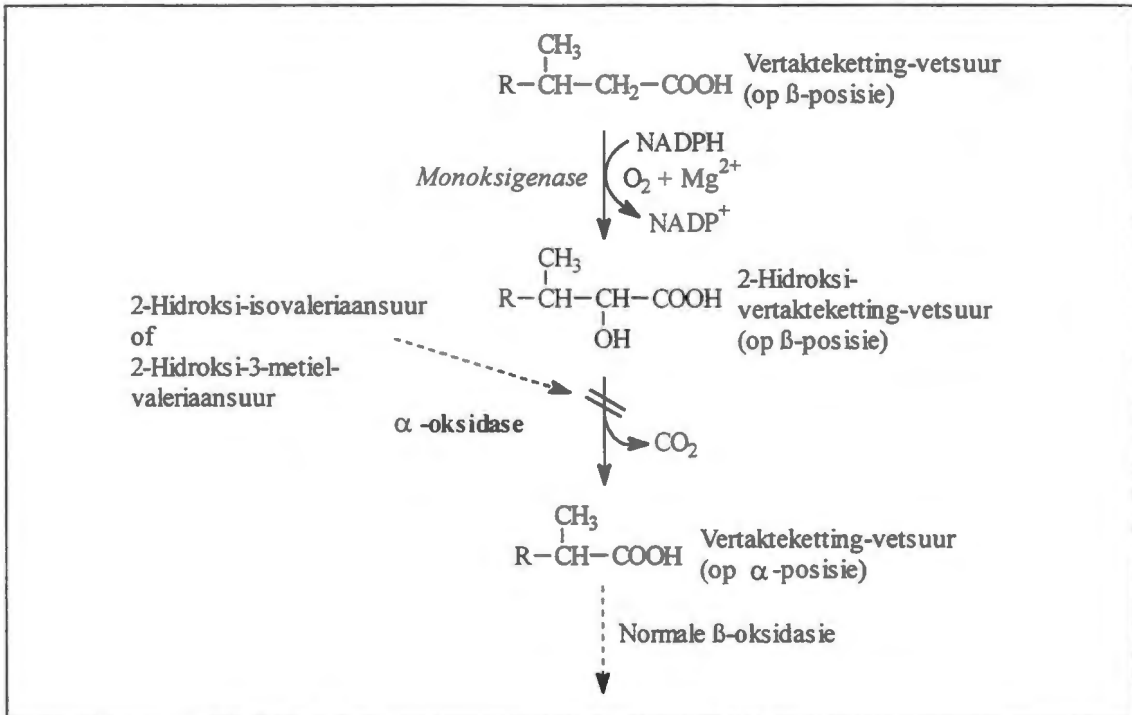 CH₃
R–CH–CH₂–COOH
Vertakteketting-vetsuur
(op ß-posisie)
NADPH
Monoksigenase
O₂ + Mg²⁺
NADP⁺
CH₃
R–CH–CH–COOH
OH
2-Hidroksi-
vertakteketting-vetsuur
(op ß-posisie)
2-Hidroksi-isovaleriaansuur
of
2-Hidroksi-3-metiel-
valeriaansuur
α -oksidase
CO₂
CH₃
R–CH–COOH
Vertakteketting-vetsuur
(op α-posisie)
Normale ß-oksidasie